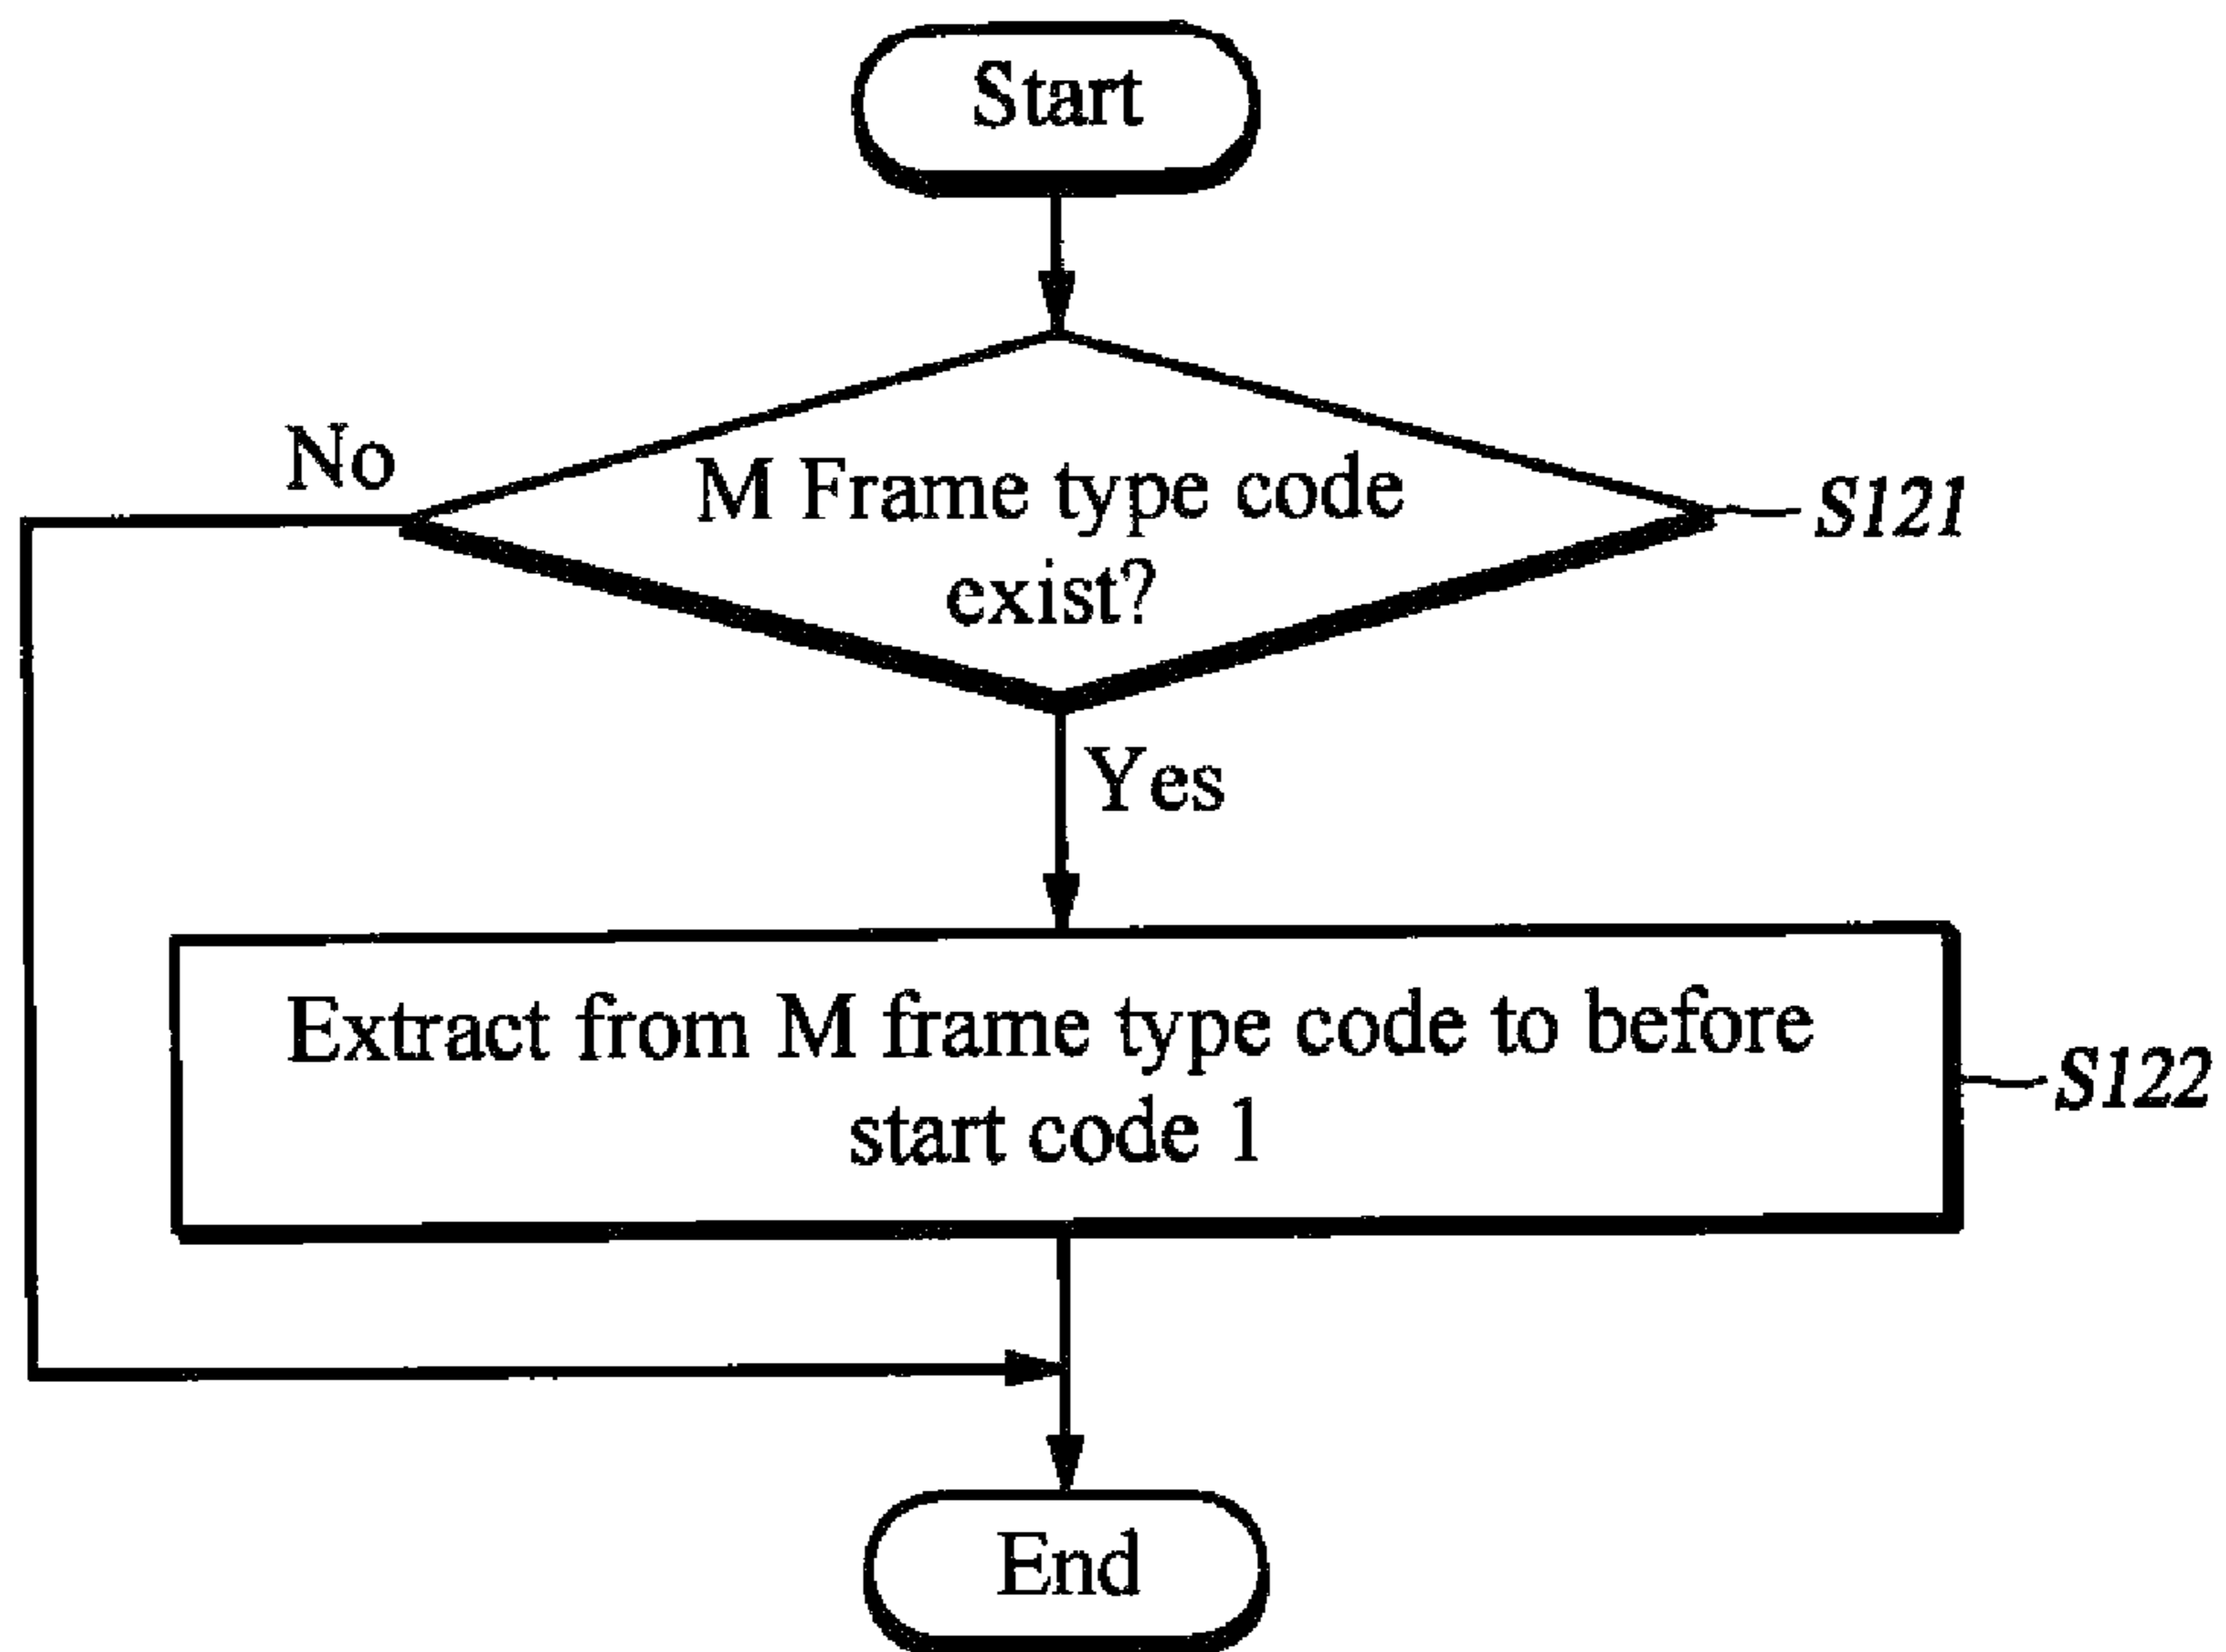 Start
No
M Frame type code
exist?
S121
Yes
Extract from M frame type code to before
start code 1
S122
End